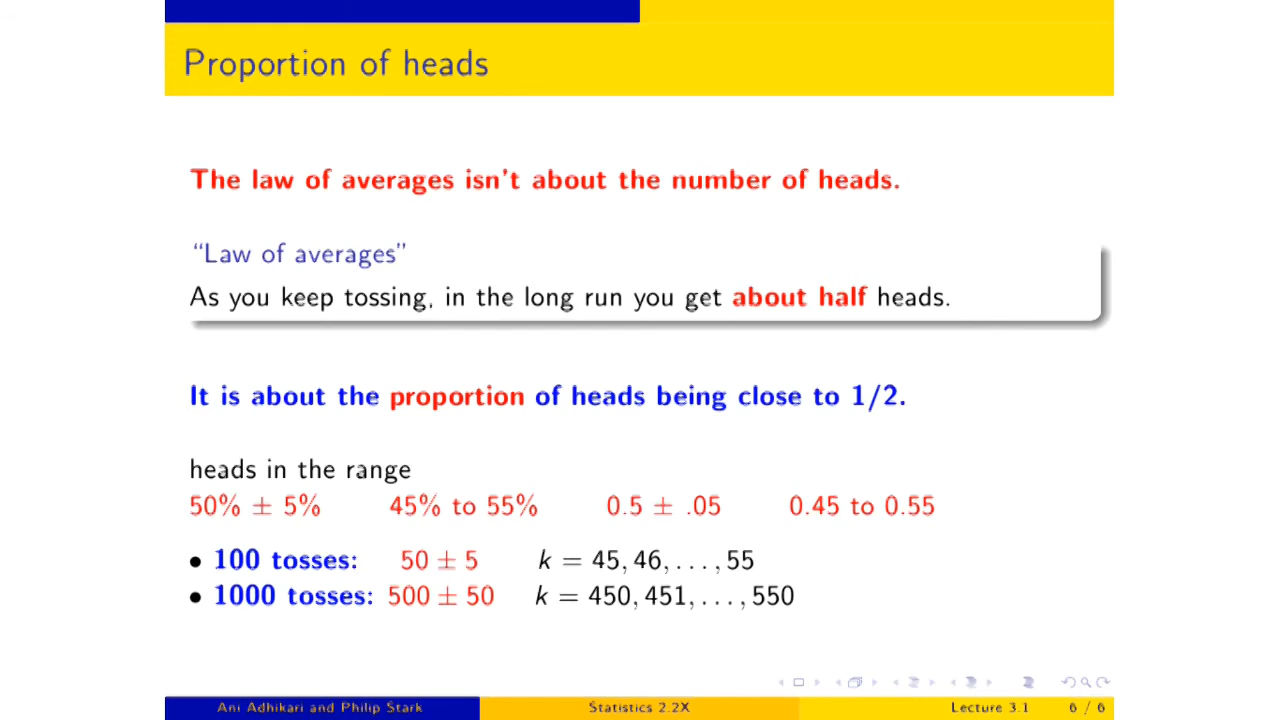 Proportion of heads
The law of averages isn't about the number of heads.
“Law of averages”
As you keep tossing, in the long run you get about half heads.
It is about the proportion of heads being close to 1/2.
heads in the range
50% ± 5% 45% to 55% 0.5 ± .05 0.45 to 0.55
• 100 tosses: 50 ± 5 k = 45, 46, . . . , 55
• 1000 tosses: 500 ± 50 k = 450, 451, . . . , 550
Ani Adhikari and Philip Stark Statistics 2.2X Lecture 3.1 6 / 6